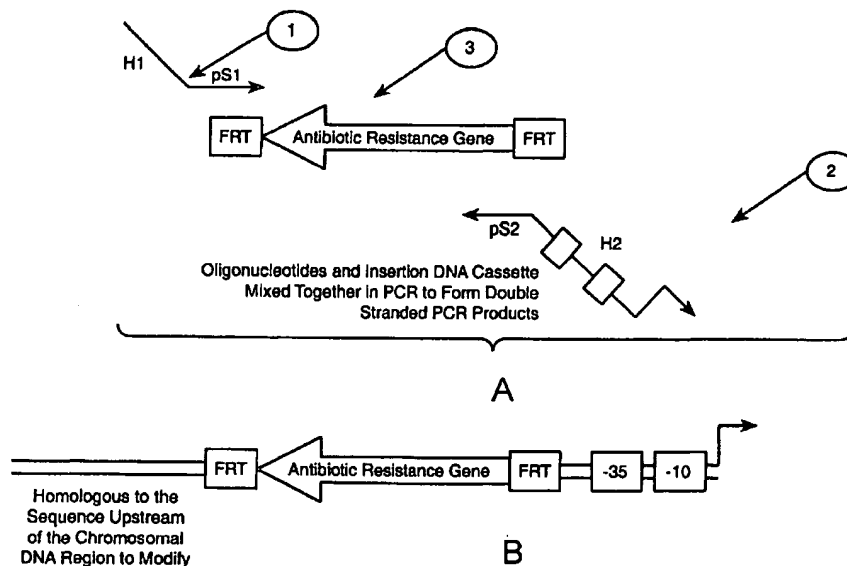 1
3
H1
pS1
FRT
Antibiotic Resistance Gene
FRT
2
pS2
H2
Oligonucleotides and Insertion DNA Cassette
Mixed Together in PCR to Form Double
Stranded PCR Products
A
FRT
Antibiotic Resistance Gene
FRT
-35
-10
Homologous to the
Sequence Upstream
of the Chromosomal
DNA Region to Modify
B